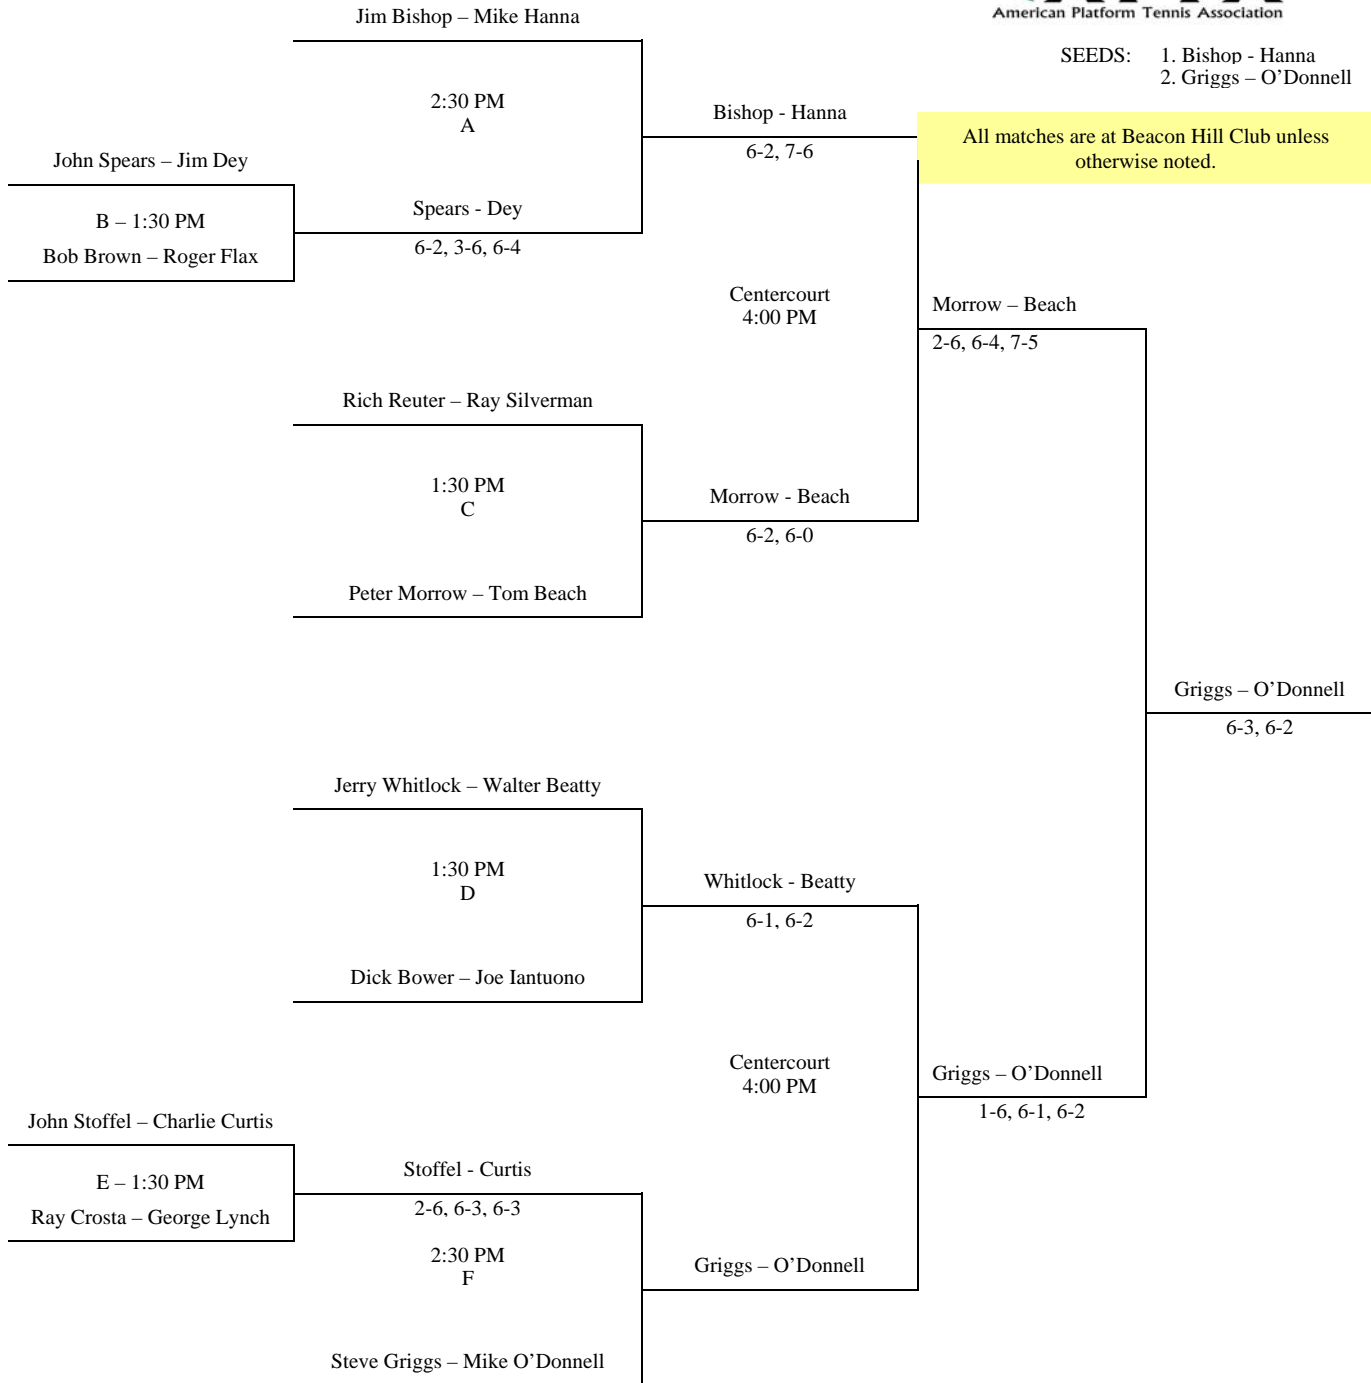 Jim Bishop – Mike Hanna
American Platform Tennis Association
SEEDS: 1. Bishop - Hanna
2. Griggs – O’Donnell
2:30 PM
A
Bishop - Hanna
6-2, 7-6
All matches are at Beacon Hill Club unless
otherwise noted.
John Spears – Jim Dey
B – 1:30 PM
Bob Brown – Roger Flax
Spears - Dey
6-2, 3-6, 6-4
Centercourt
4:00 PM
Morrow – Beach
2-6, 6-4, 7-5
Rich Reuter – Ray Silverman
1:30 PM
C
Morrow - Beach
6-2, 6-0
Peter Morrow – Tom Beach
Griggs – O’Donnell
6-3, 6-2
Jerry Whitlock – Walter Beatty
1:30 PM
D
Whitlock - Beatty
6-1, 6-2
Dick Bower – Joe Iantuono
Centercourt
4:00 PM
Griggs – O’Donnell
1-6, 6-1, 6-2
John Stoffel – Charlie Curtis
E – 1:30 PM
Ray Crosta – George Lynch
Stoffel - Curtis
2-6, 6-3, 6-3
2:30 PM
F
Griggs – O’Donnell
Steve Griggs – Mike O’Donnell